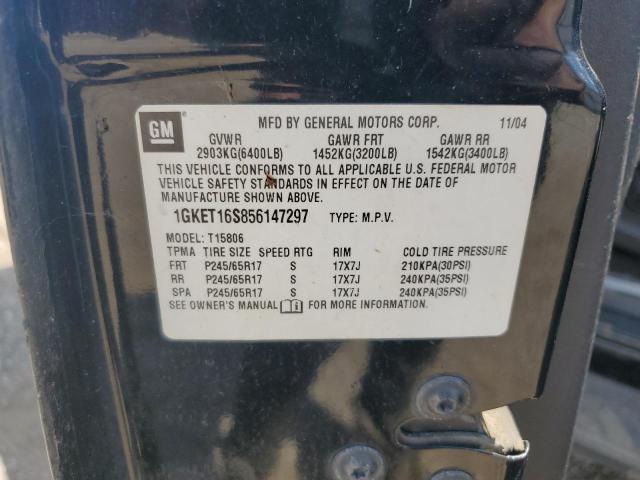 GM
MFD BY GENERAL MOTORS CORP. 11/04
GVWR GAWR FRT GAWR RR
2903KG(6400LB) 1452KG(3200LB) 1542KG(3400LB)
THIS VEHICLE CONFORMS TO ALL APPLICABLE U.S. FEDERAL MOTOR
VEHICLE SAFETY STANDARDS IN EFFECT ON THE DATE OF
MANUFACTURE SHOWN ABOVE.
1GKET16S856147297 TYPE: M.P.V.
MODEL: T15806
TPMA TIRE SIZE SPEED RTG RIM COLD TIRE PRESSURE
FRT P245/65R17 S 17X7J 210KPA(30PSI)
RR P245/65R17 S 17X7J 240KPA(35PSI)
SPA P245/65R17 S 17X7J 240KPA(35PSI)
SEE OWNER'S MANUAL FOR MORE INFORMATION.